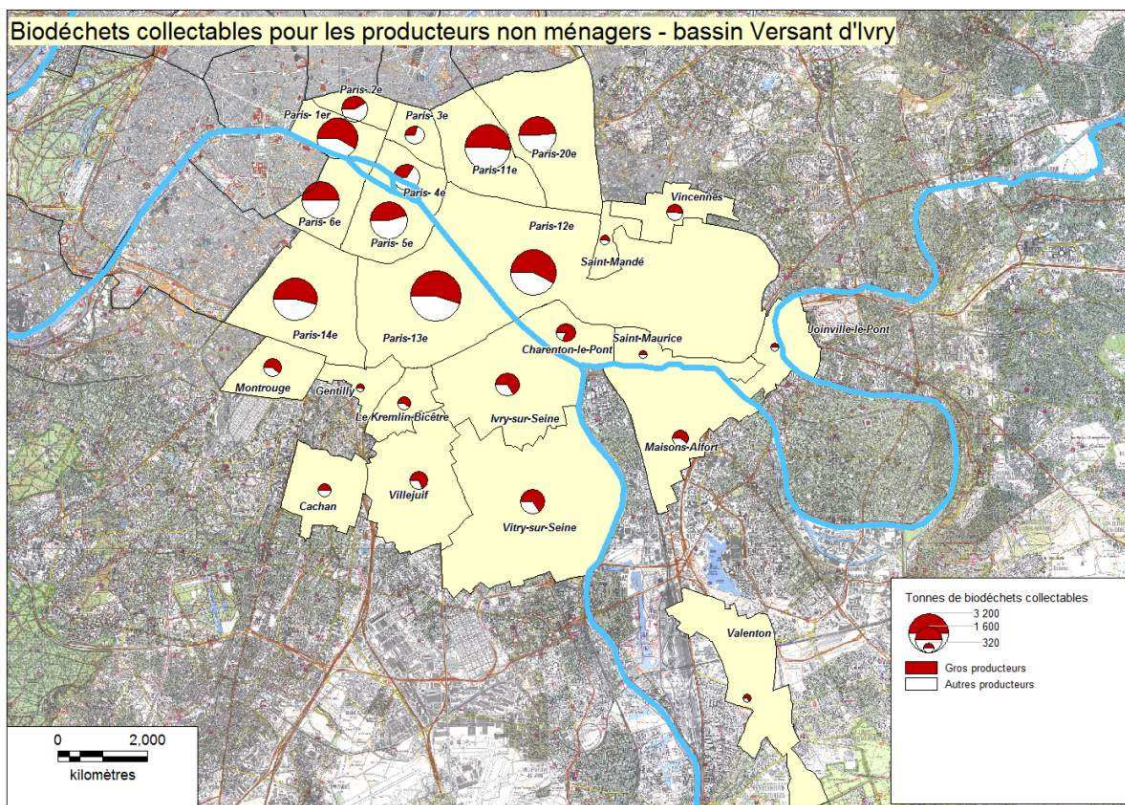 Biodéchets collectables pour les producteurs non ménagers - bassin Versant d'Ivry
Paris- 2e
Paris- 1er
Paris- 3e
Paris-11e
Paris-20e
Paris- 4e
Vincennes
Paris- 6e
Paris- 5e
Paris-12e
Saint-Mandé
Paris-14e
Paris-13e
Charenton-le-Pont
Saint-Maurice
Joinville-le-Pont
Montrouge
Gentilly
Le Kremlin-Bicêtre
Ivry-sur-Seine
Maisons-Alfort
Cachan
Villejuif
Vitry-sur-Seine
Valenton
Tonnes de biodéchets collectables
3 200
1 600
320
Gros producteurs
Autres producteurs
0 2,000
kilomètres